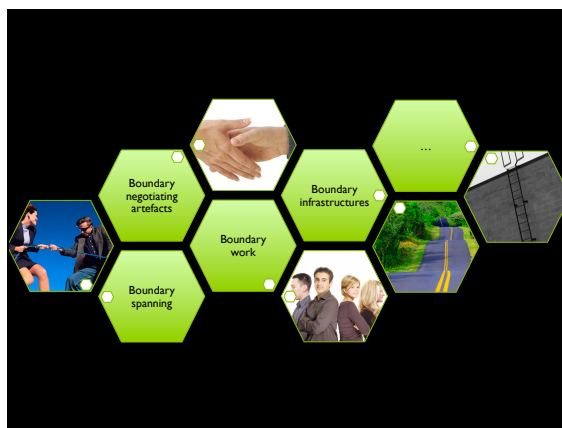 ...
Boundary
negotiating
artefacts
Boundary
infrastructures
Boundary
work
Boundary
spanning